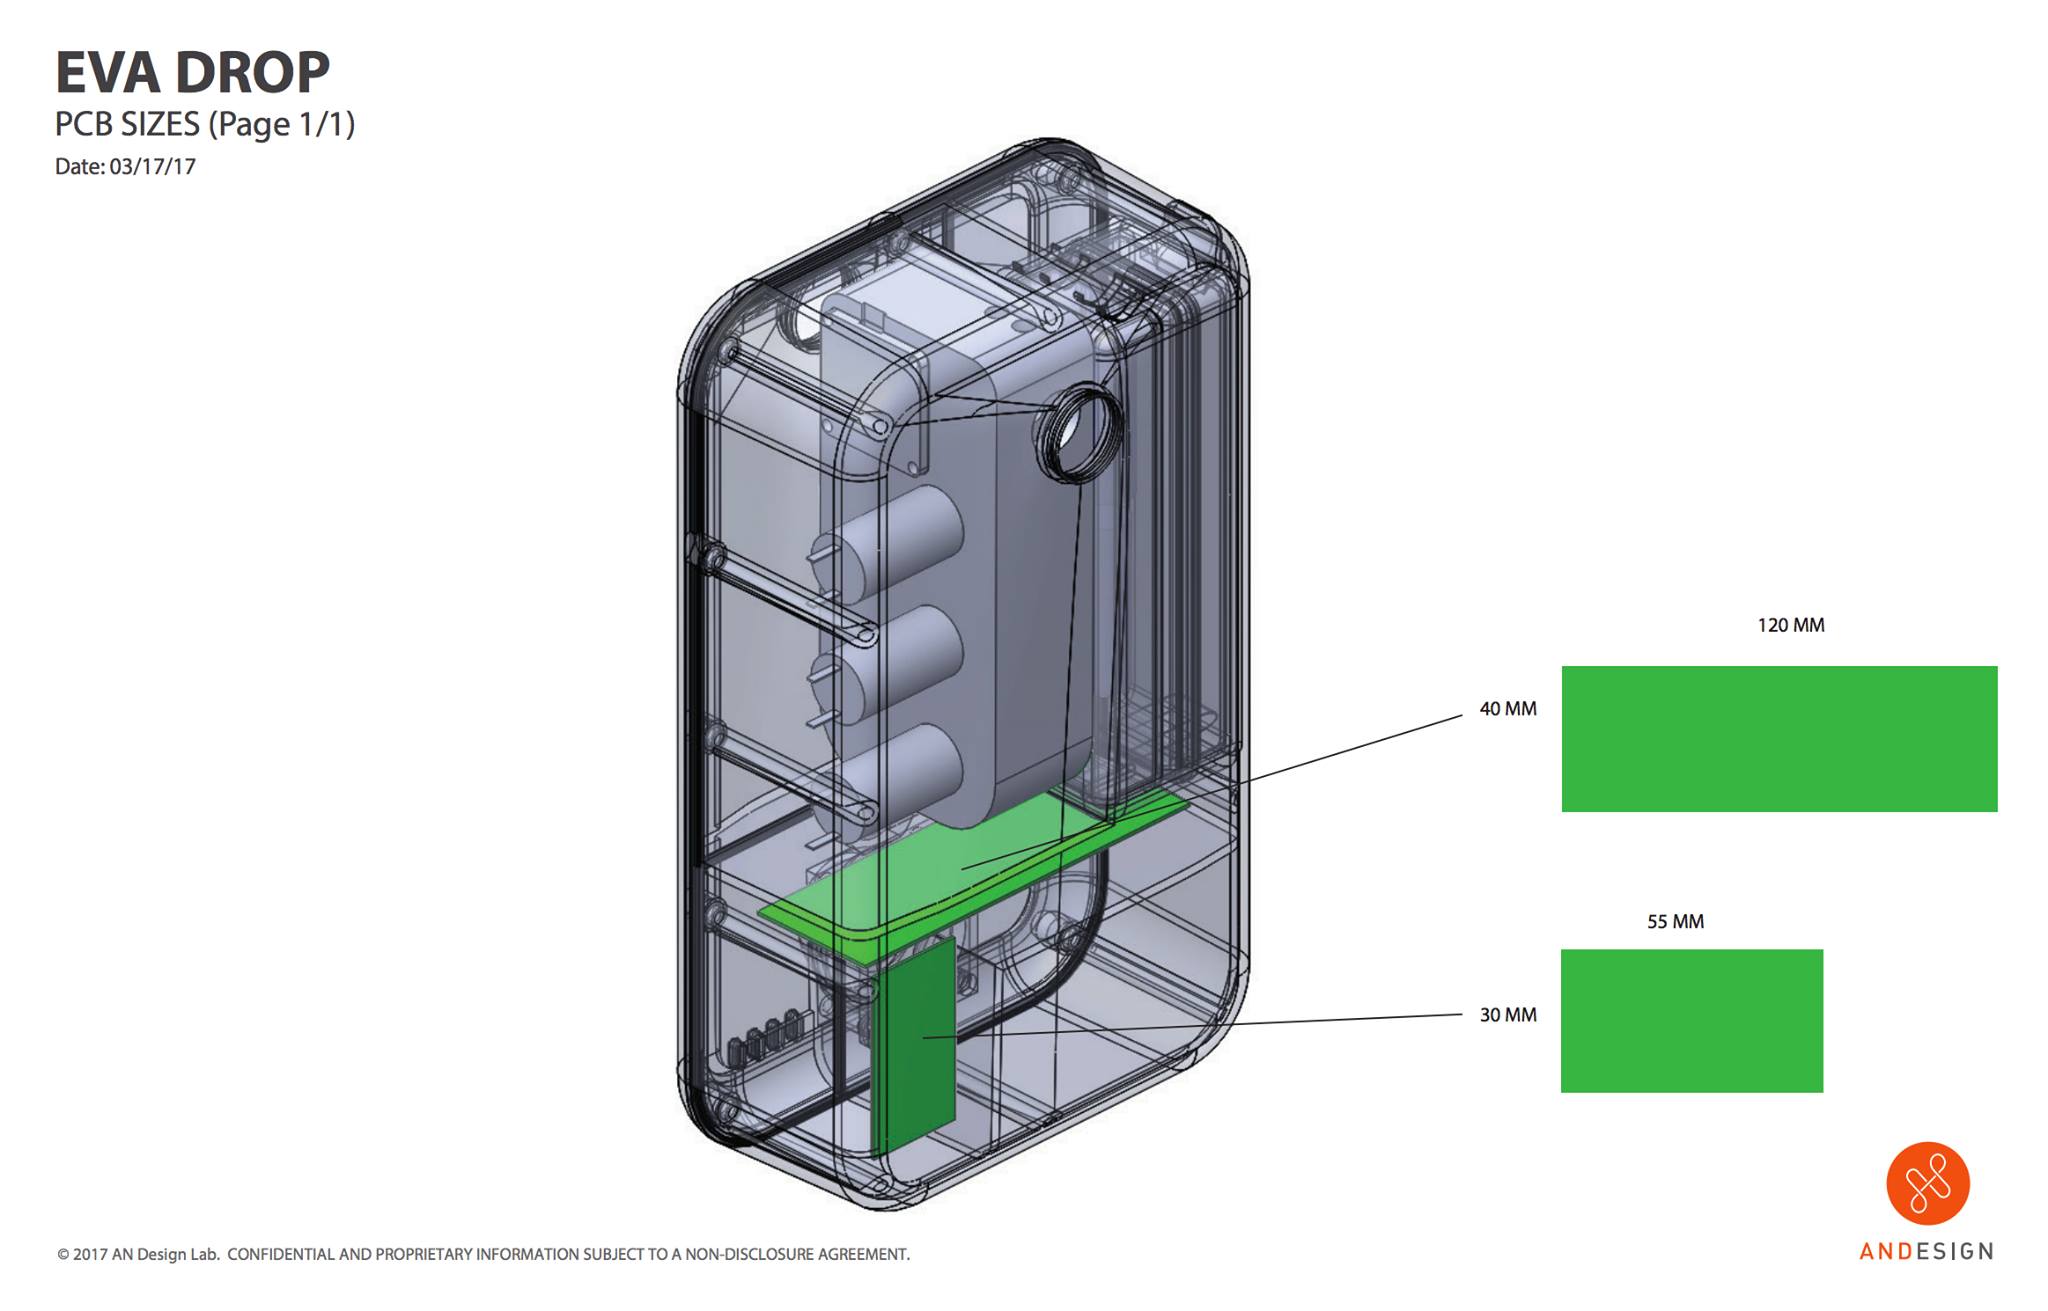 EVA DROP
PCB SIZES (Page 1/1)
Date: 03/17/17
120 MM
40 MM
55 MM
30 MM
ANDESIGN
© 2017 AN Design Lab. CONFIDENTIAL AND PROPRIETARY INFORMATION SUBJECT TO A NON-DISCLOSURE AGREEMENT.